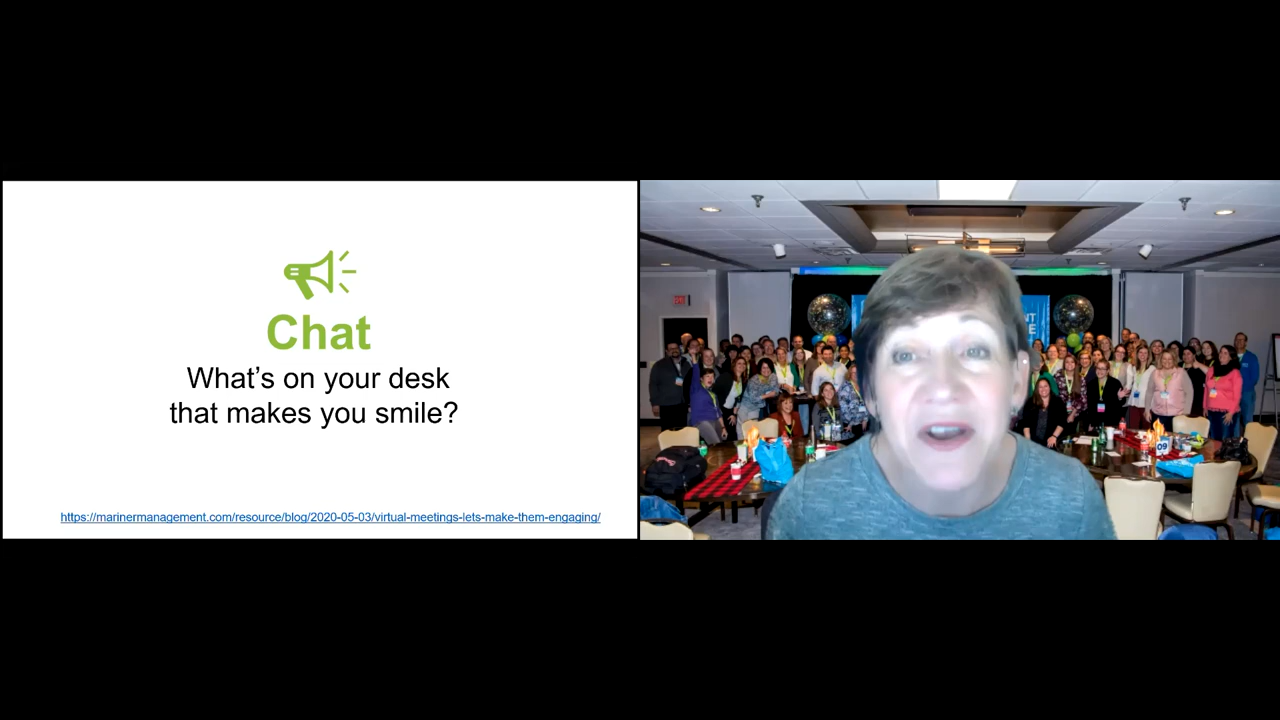 Chat
What's on your desk
that makes you smile?
https://marinermanagement.com/resource/blog/2020-05-03/virtual-meetings-lets-make-them-engaging/
09